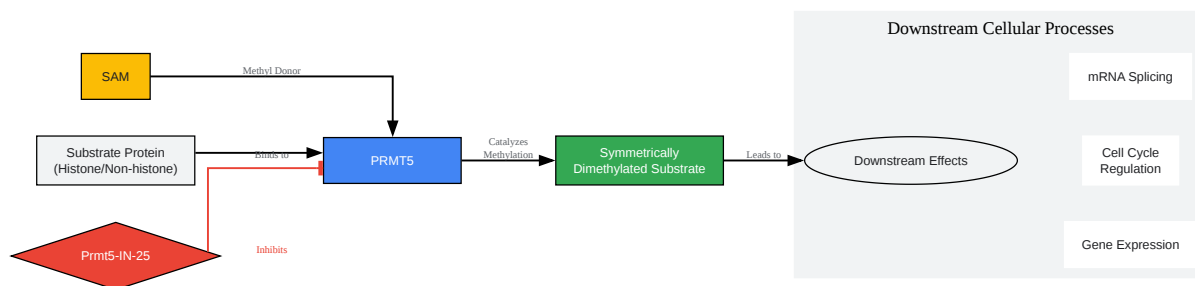 Downstream Cellular Processes
SAM
Methyl Donor
mRNA Splicing
Substrate Protein
(Histone/Non-histone)
Binds to
PRMT5
Catalyzes
Methylation
Symmetrically
Dimethylated Substrate
Leads to
Downstream Effects
Cell Cycle
Regulation
Prmt5-IN-25
Inhibits
Gene Expression